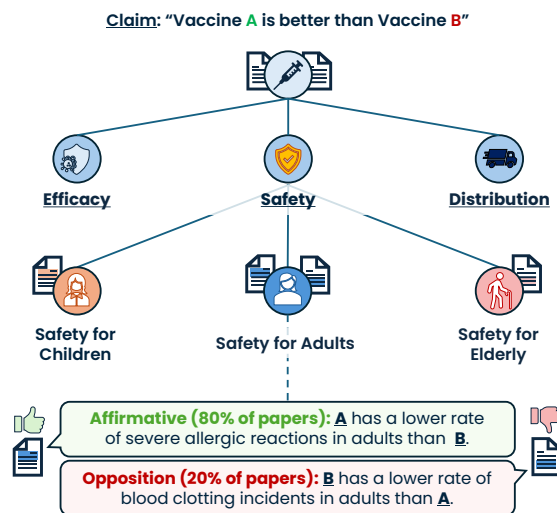 Claim: “Vaccine A is better than Vaccine B”
Efficacy
Safety
Distribution
Safety for
Children
Safety for Adults
Safety for
Elderly
Affirmative (80% of papers): A has a lower rate
of severe allergic reactions in adults than B.
Opposition (20% of papers): B has a lower rate of
blood clotting incidents in adults than A.